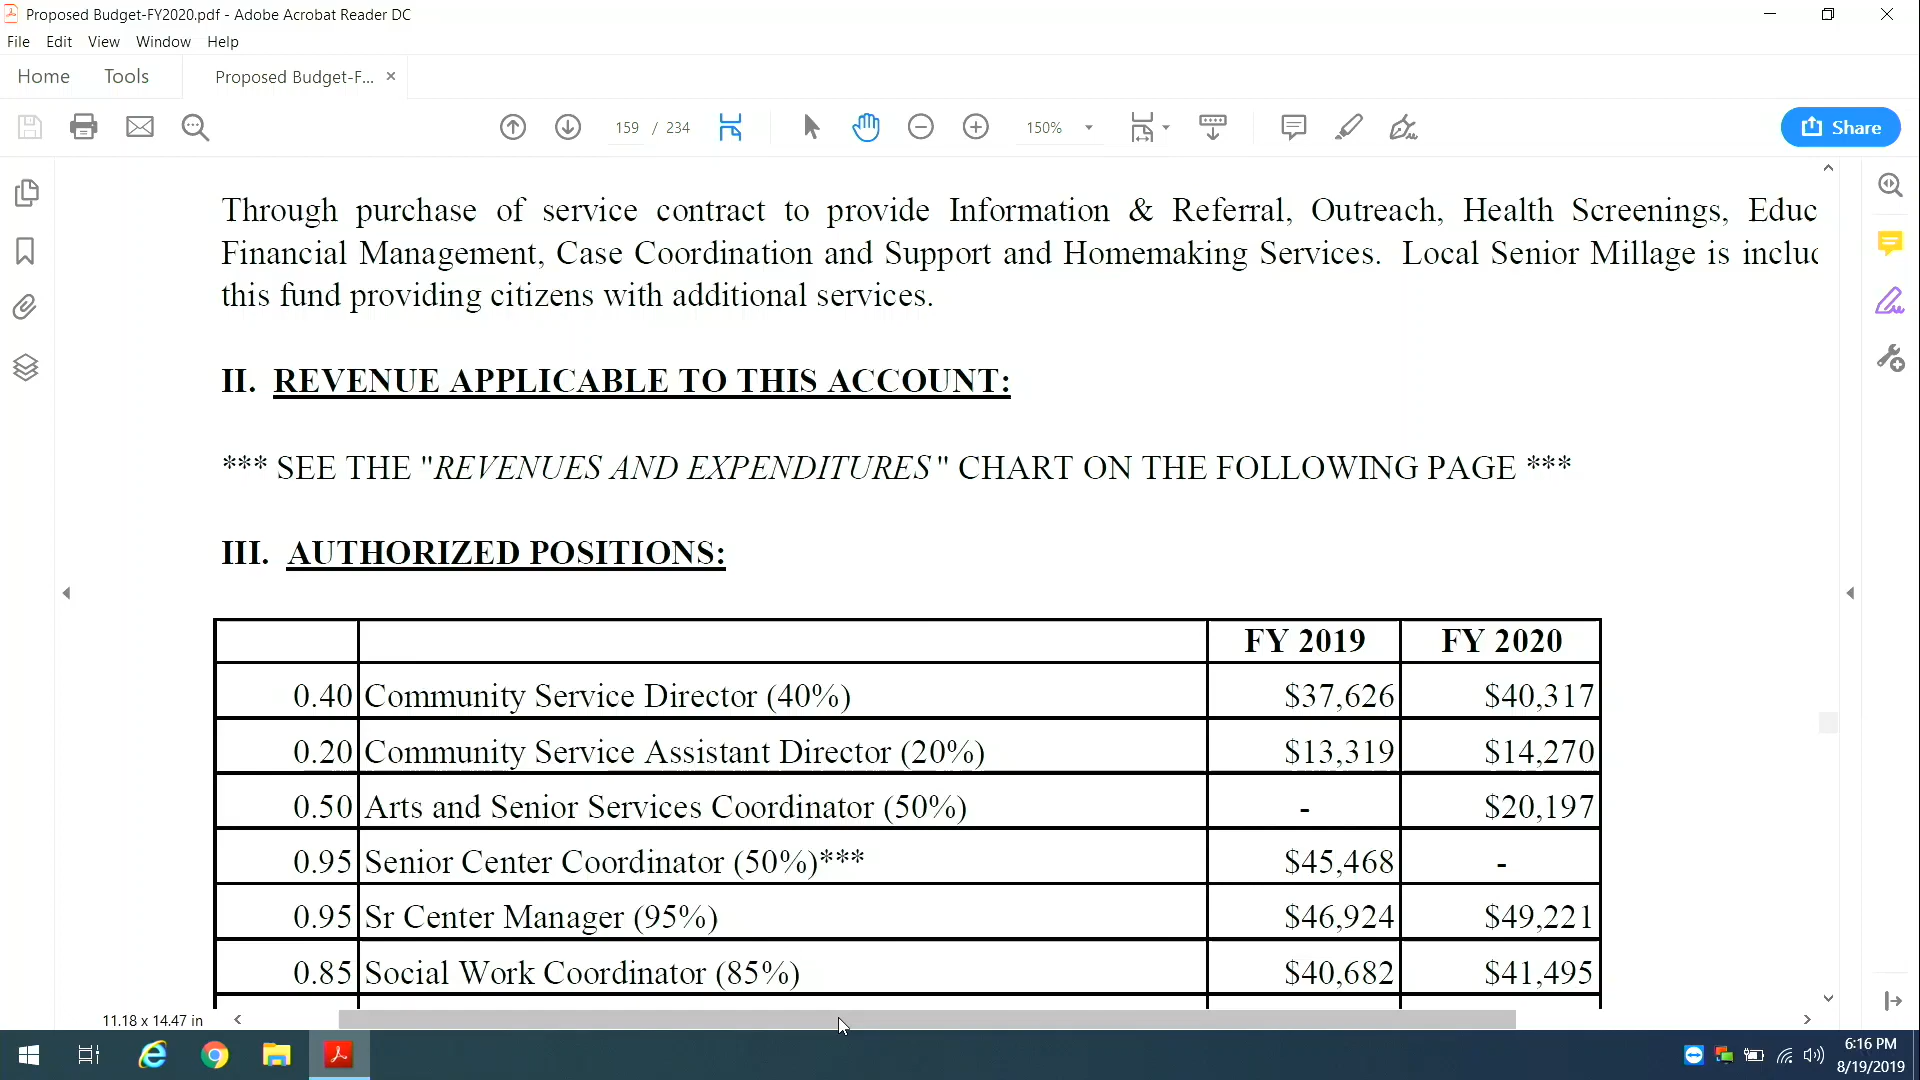 Proposed Budget-FY2020.pdf - Adobe Acrobat Reader DC
File Edit View Window Help
Home Tools Proposed Budget-F... ×
159 / 234 150% Share
Through purchase of service contract to provide Information & Referral, Outreach, Health Screenings, Educ
Financial Management, Case Coordination and Support and Homemaking Services. Local Senior Millage is includ
this fund providing citizens with additional services.
II. REVENUE APPLICABLE TO THIS ACCOUNT:
*** SEE THE "REVENUES AND EXPENDITURES" CHART ON THE FOLLOWING PAGE ***
III. AUTHORIZED POSITIONS:
FY 2019 FY 2020
0.40 Community Service Director (40%) $37,626 $40,317
0.20 Community Service Assistant Director (20%) $13,319 $14,270
0.50 Arts and Senior Services Coordinator (50%) - $20,197
0.95 Senior Center Coordinator (50%)*** $45,468 -
0.95 Sr Center Manager (95%) $46,924 $49,221
0.85 Social Work Coordinator (85%) $40,682 $41,495
11.18 x 14.47 in
6:16 PM
8/19/2019